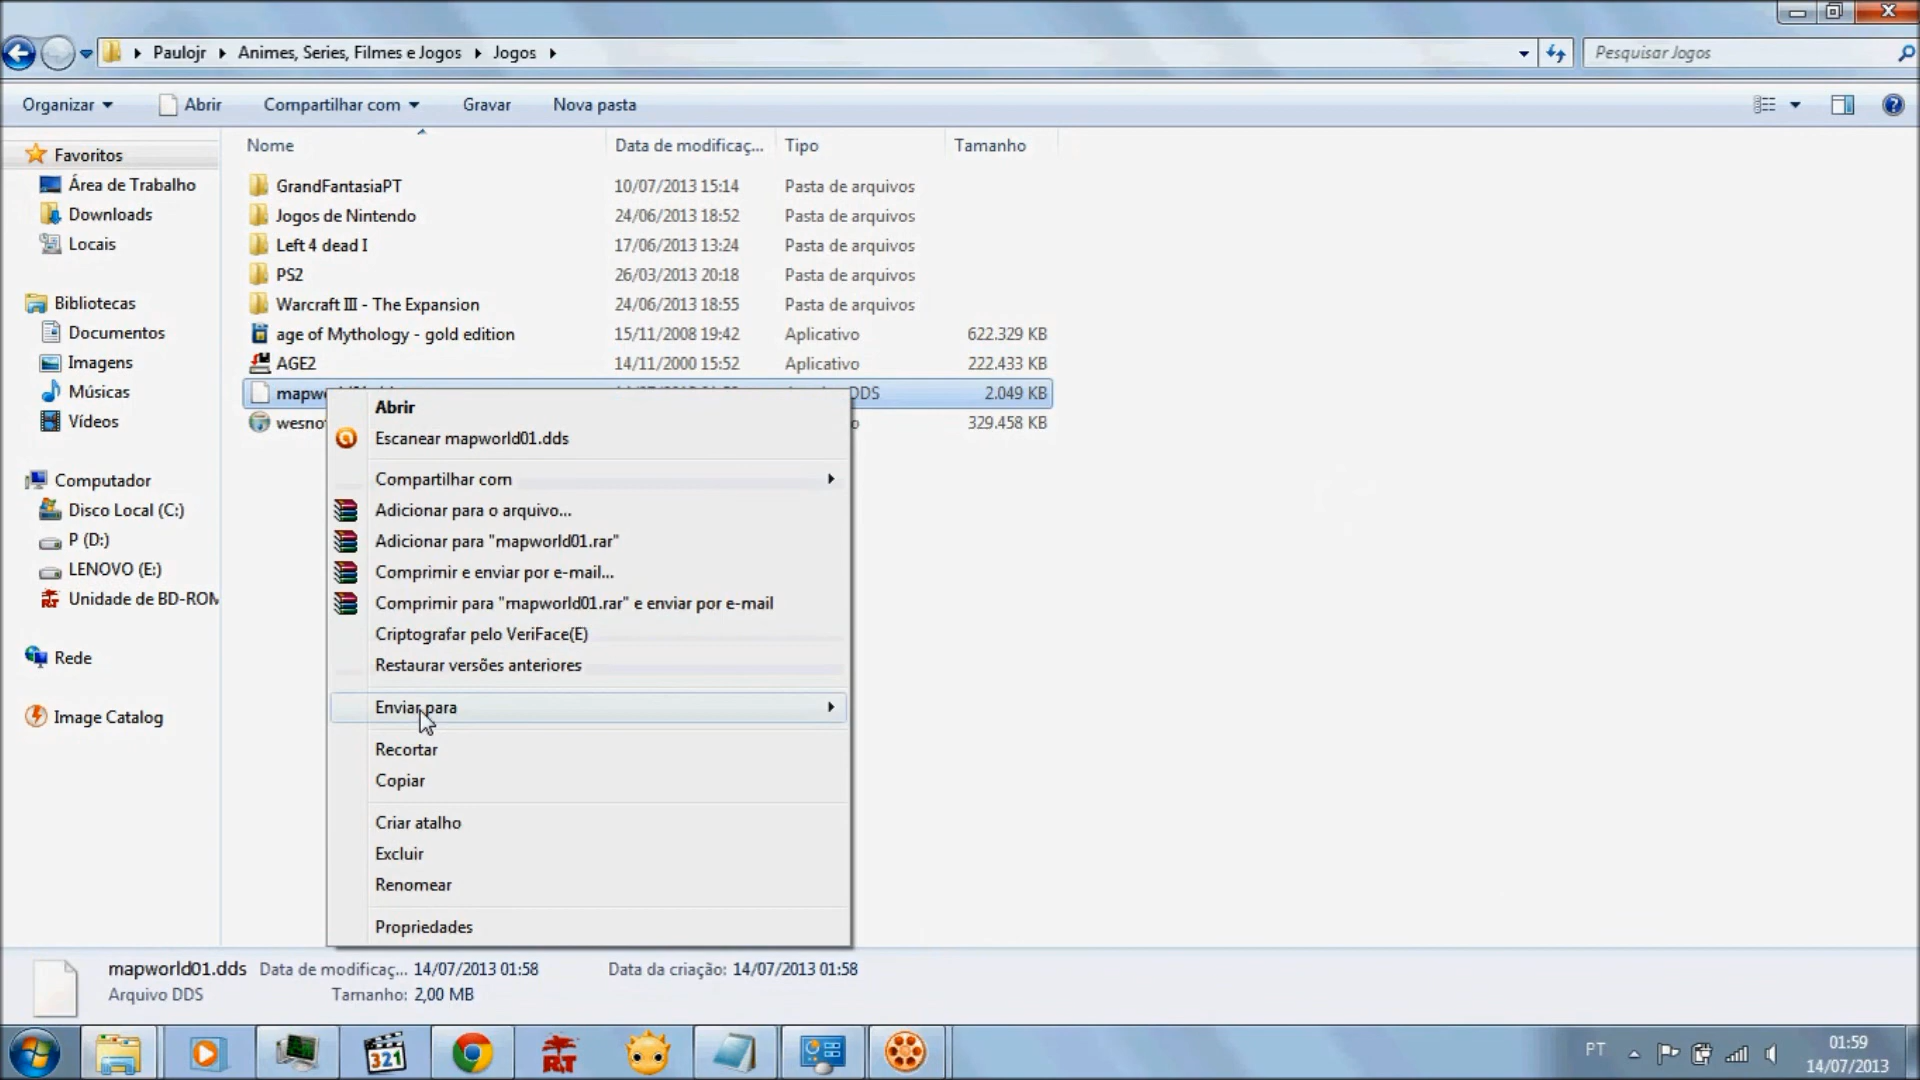 Paulojr Animes, Series, Filmes e Jogos Jogos
Pesquisar Jogos
Organizar Abrir Compartilhar com Gravar Nova pasta
Nome Data de modificaç... Tipo Tamanho
Favoritos
Área de Trabalho
Downloads
Locais
Bibliotecas
Documentos
Imagens
Músicas
Vídeos
Computador
Disco Local (C:)
P (D:)
LENOVO (E:)
Unidade de BD-ROM
Rede
Image Catalog
GrandFantasiaPT 10/07/2013 15:14 Pasta de arquivos
Jogos de Nintendo 24/06/2013 18:52 Pasta de arquivos
Left 4 dead I 17/06/2013 13:24 Pasta de arquivos
PS2 26/03/2013 20:18 Pasta de arquivos
Warcraft III - The Expansion 24/06/2013 18:55 Pasta de arquivos
age of Mythology - gold edition 15/11/2008 19:42 Aplicativo 622.329 KB
AGE2 14/11/2000 15:52 Aplicativo 222.433 KB
DDS 2.049 KB
329.458 KB
Abrir
Escanear mapworld01.dds
Compartilhar com
Adicionar para o arquivo...
Adicionar para "mapworld01.rar"
Comprimir e enviar por e-mail...
Comprimir para "mapworld01.rar" e enviar por e-mail
Criptografar pelo VeriFace(E)
Restaurar versões anteriores
Enviar para
Recortar
Copiar
Criar atalho
Excluir
Renomear
Propriedades
mapworld01.dds Data de modificaç... 14/07/2013 01:58 Data da criação: 14/07/2013 01:58
Arquivo DDS Tamanho: 2,00 MB
321
RT
PT
01:59
14/07/2013